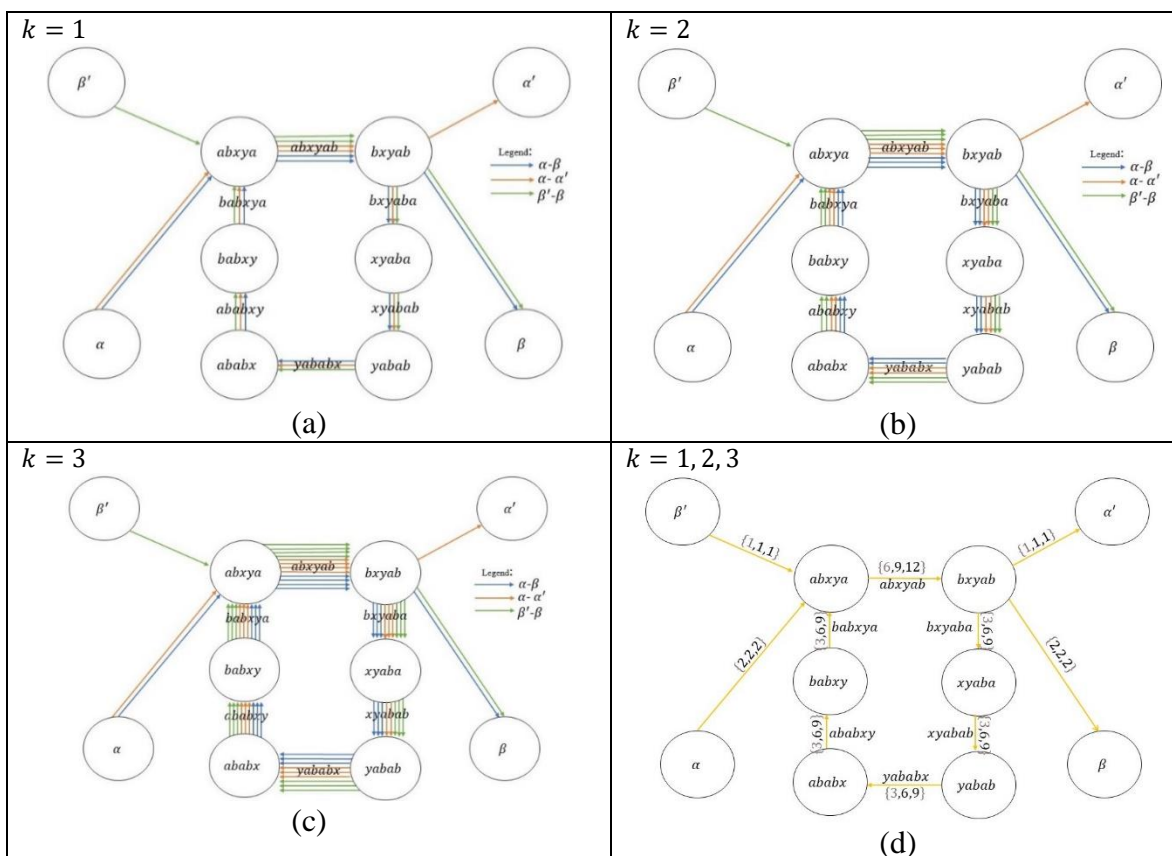 k = 1
β′
α′
abxya
abxyab
bxyab
Legend:
α-β
α- α′
β′-β
babxya
bxyaba
babxy
xyaba
ababxy
xyabab
α
β
ababx
yababx
yabab
(a)
k = 2
β′
α′
abxya
abxyab
bxyab
Legend:
α-β
α- α′
β′-β
babxya
bxyaba
babxy
xyaba
ababxy
xyabab
α
β
ababx
yababx
yabab
(b)
k = 3
β′
α′
abxya
abxyab
bxyab
Legend:
α-β
α- α′
β′-β
babxya
bxyaba
babxy
xyaba
ababxy
xyabab
α
β
ababx
yababx
yabab
(c)
k = 1, 2, 3
β′
α′
{1,1,1}
{1,1,1}
abxya
{6,9,12}
abxyab
bxyab
{3,6,9}
babxya
bxyaba
{3,6,9}
{2,2,2}
{2,2,2}
babxy
xyaba
{3,6,9}
ababxy
xyabab
{3,6,9}
α
β
ababx
yababx
{3,6,9}
yabab
(d)